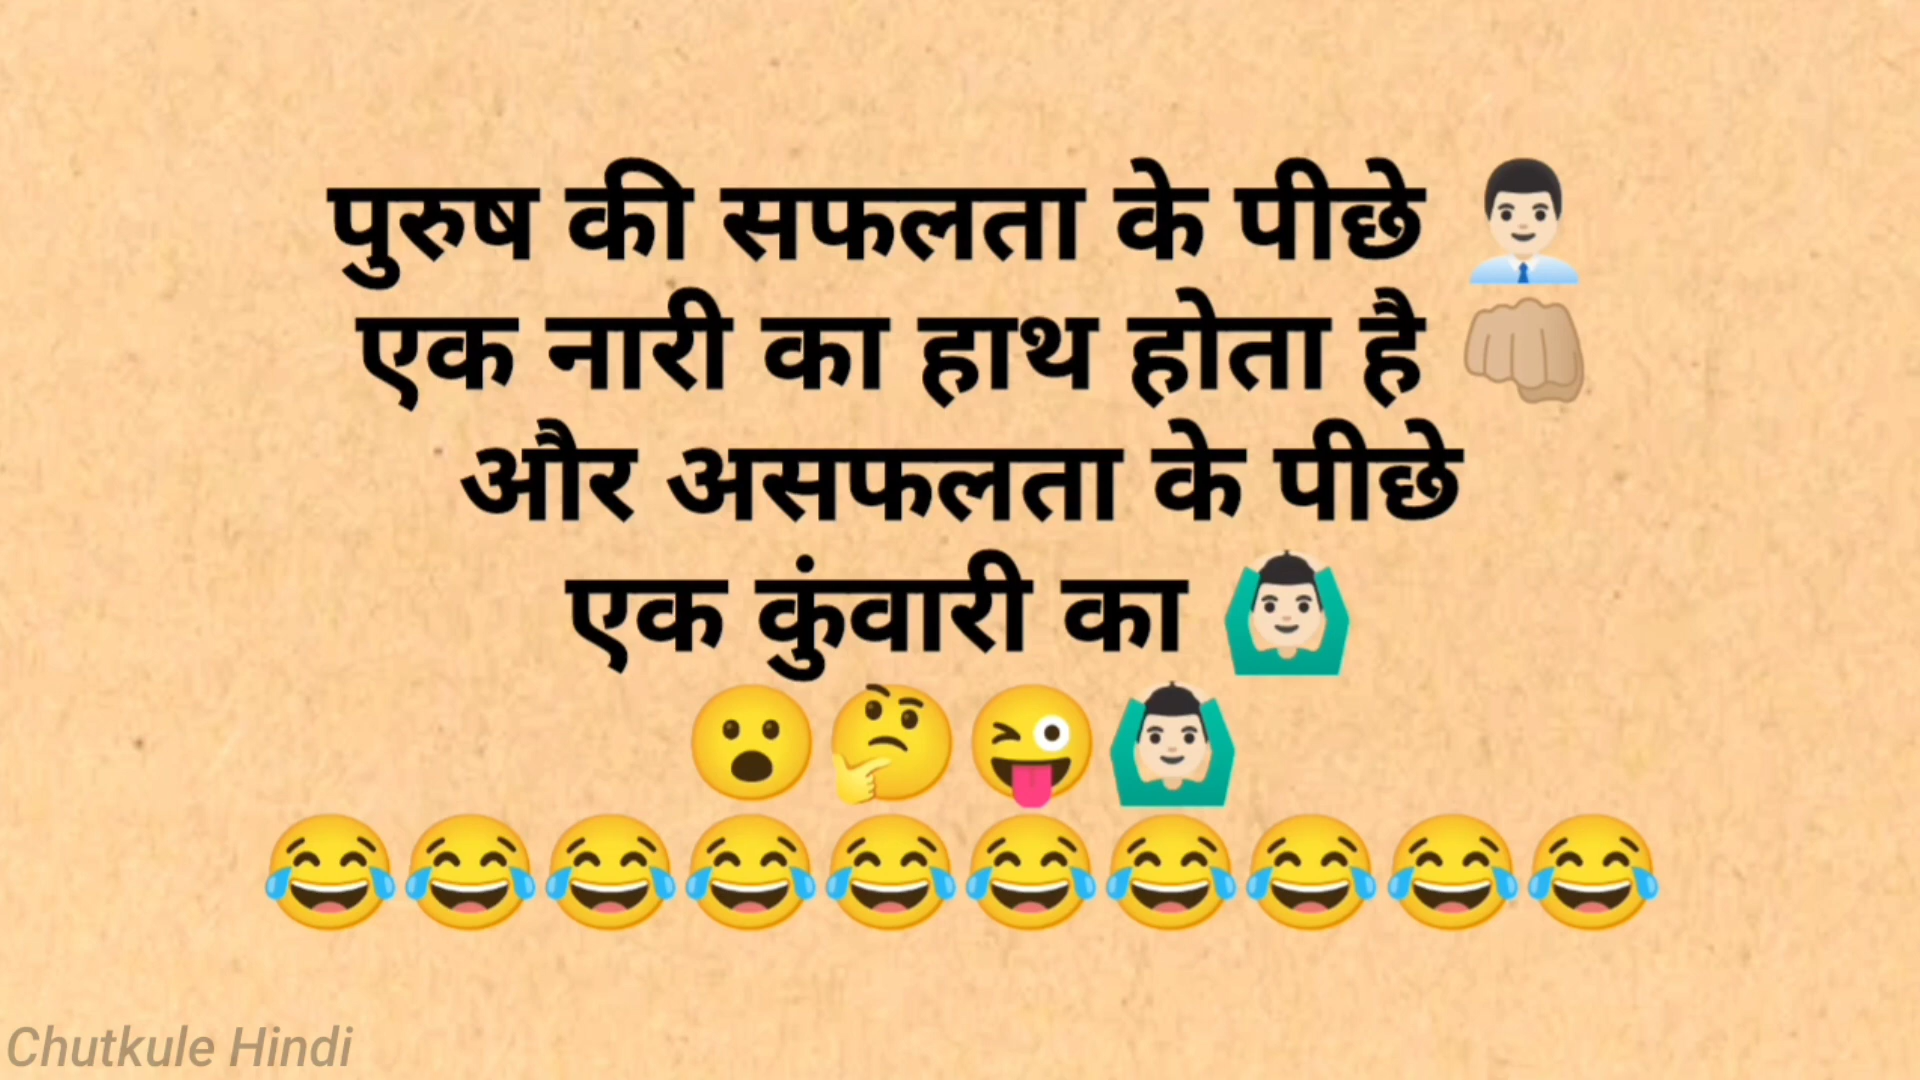 पुरुष की सफलता के पीछे 👨🏻‍💼
एक नारी का हाथ होता है 👊🏼
और असफलता के पीछे
एक कुंवारी का 🙆🏻‍♂️
😮🤔😜🙆🏻‍♂️
😂😂😂😂😂😂😂😂😂😂
Chutkule Hindi